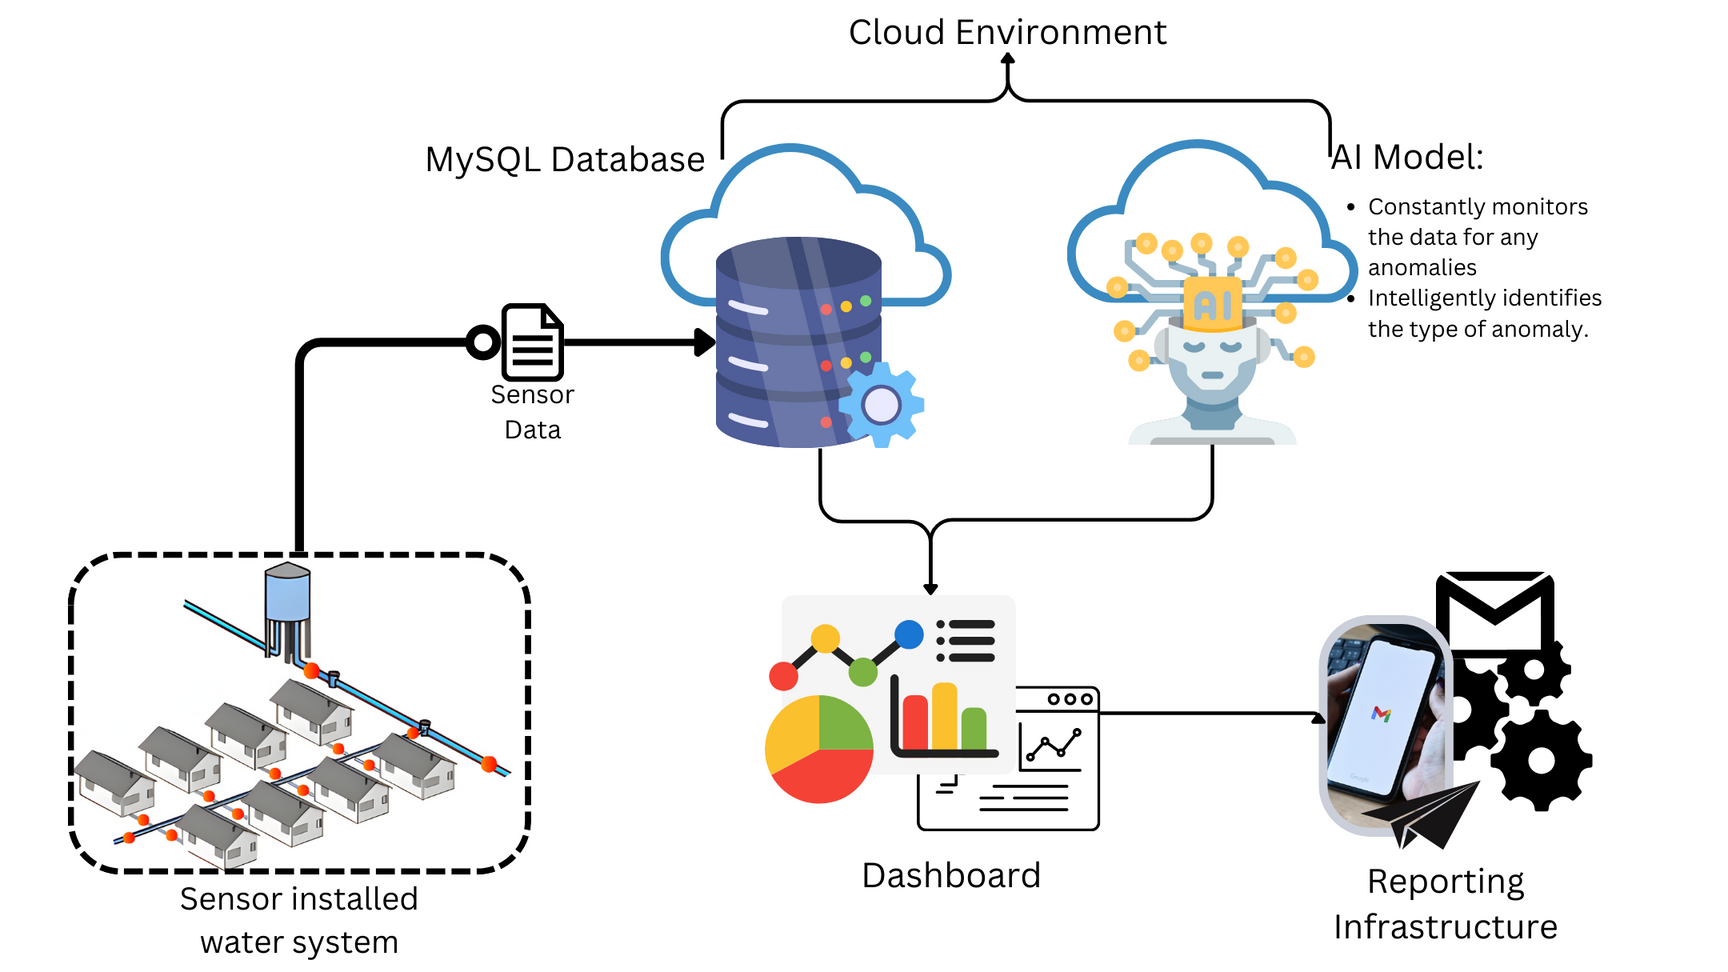 Cloud Environment
MySQL Database
AI Model:
• Constantly monitors
the data for any
anomalies
• Intelligently identifies
the type of anomaly.
AI
Sensor
Data
Dashboard
Google
Sensor installed
water system
Reporting
Infrastructure